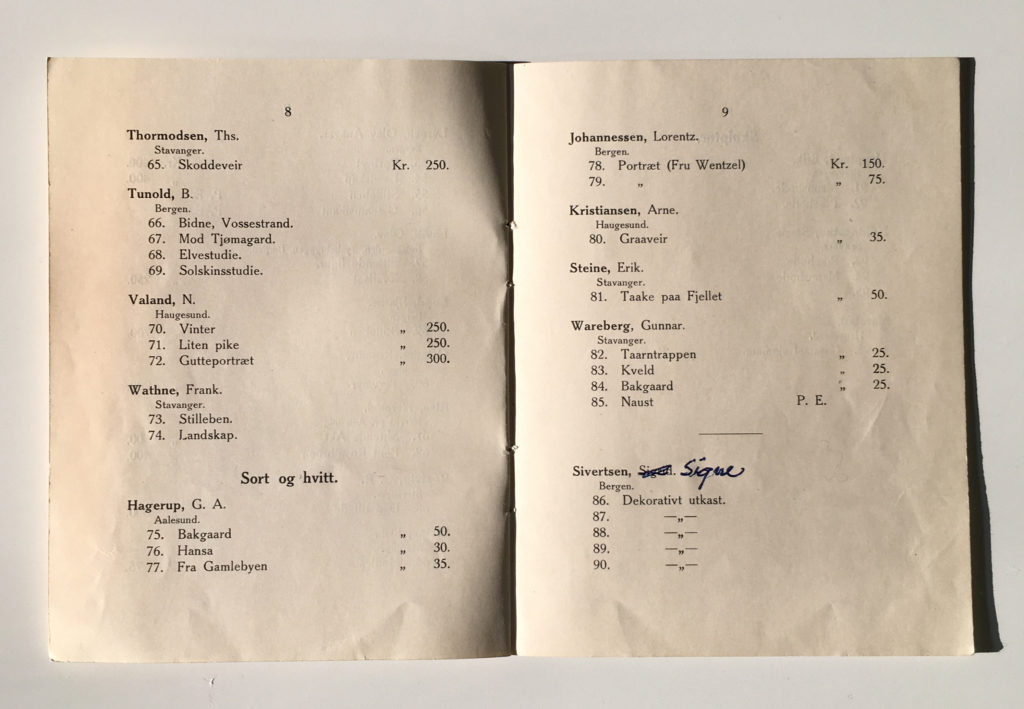 8
Thormodsen, Ths.
Stavanger.
65. Skoddeveir Kr. 250.
Tunold, B.
Bergen.
66. Bidne, Vossestrand.
67. Mod Tjømagard.
68. Elvestudie.
69. Solskinsstudie.
Valand, N.
Haugesund.
70. Vinter „ 250.
71. Liten pike „ 250.
72. Gutteportræt „ 300.
Wathne, Frank.
Stavanger.
73. Stilleben.
74. Landskap.
Sort og hvitt.
Hagerup, G. A.
Aalesund.
75. Bakgaard „ 50.
76. Hansa „ 30.
77. Fra Gamlebyen „ 35.
9
Johannessen, Lorentz.
Bergen.
78. Portræt (Fru Wentzel) Kr. 150.
79. „ „ 75.
Kristiansen, Arne.
Haugesund.
80. Graaveir „ 35.
Steine, Erik.
Stavanger.
81. Taake paa Fjellet „ 50.
Wareberg, Gunnar.
Stavanger.
82. Taarntrappen „ 25.
83. Kveld „ 25.
84. Bakgaard „ 25.
85. Naust P. E.
Sivertsen, Signe
Bergen.
86. Dekorativt utkast.
87. —„—
88. —„—
89. —„—
90. —„—